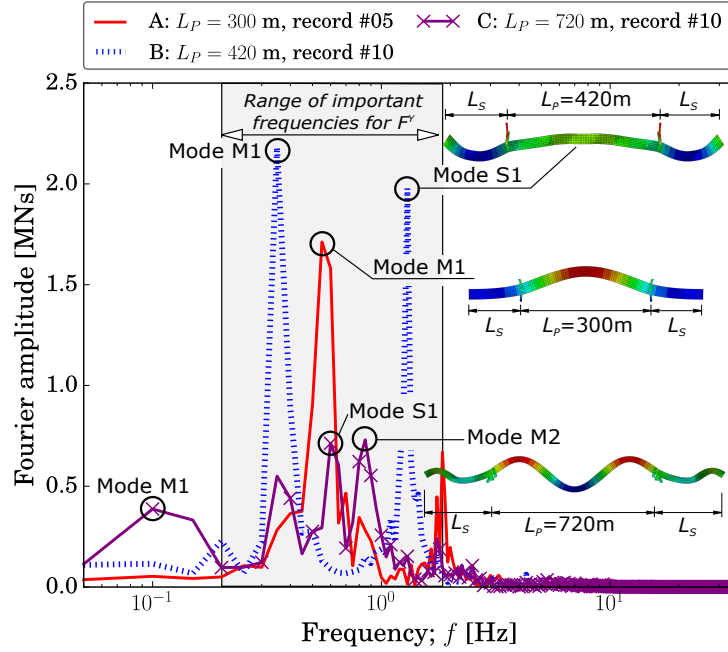 A: L_P = 300 m, record #05
C: L_P = 720 m, record #10
B: L_P = 420 m, record #10
2.5
2.0
1.5
1.0
0.5
0.0
Fourier amplitude [MNs]
Range of important
frequencies for F^Y
Mode M1
L_S
L_P=420m
L_S
Mode S1
Mode M1
L_S
L_P=300m
L_S
Mode S1
Mode M2
Mode M1
L_S
L_P=720m
L_S
10^−1
10^0
10^1
Frequency; f [Hz]